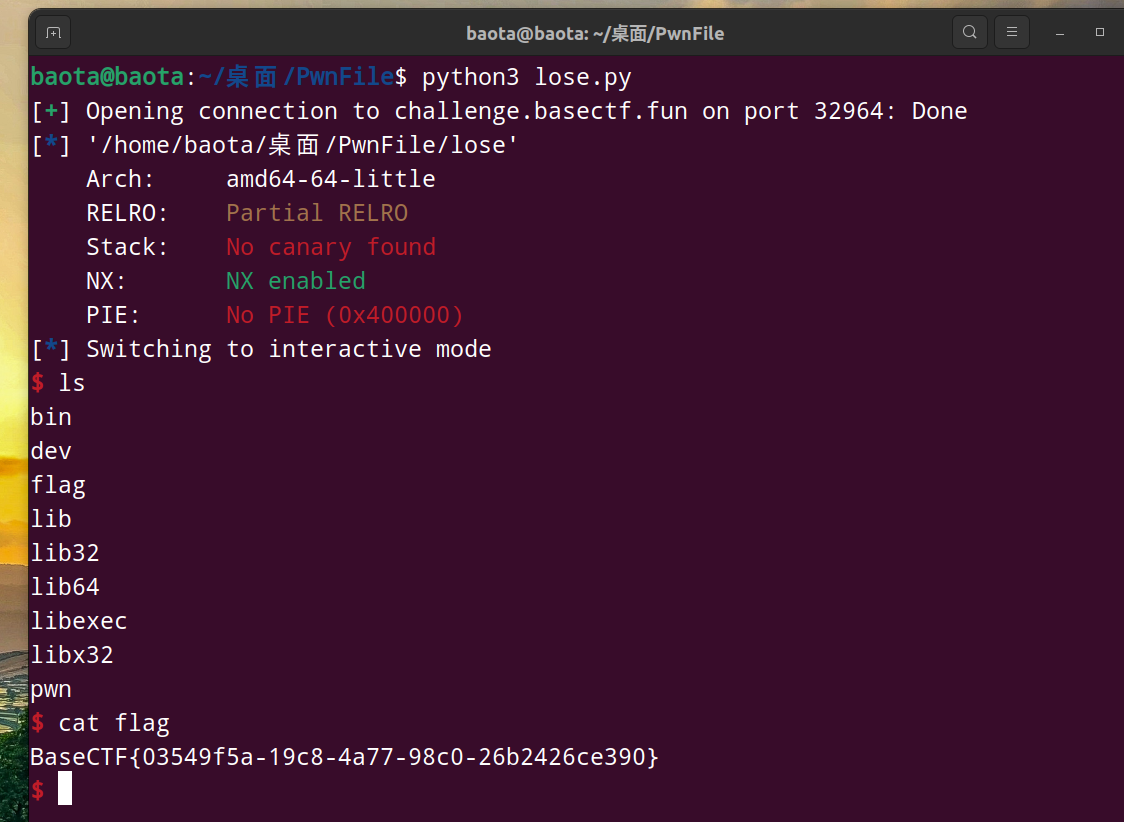 baota@baota: ~/桌面/PwnFile
baota@baota:~/桌面/PwnFile$ python3 lose.py
[+] Opening connection to challenge.basectf.fun on port 32964: Done
[*] '/home/baota/桌面/PwnFile/lose'
    Arch:     amd64-64-little
    RELRO:    Partial RELRO
    Stack:    No canary found
    NX:       NX enabled
    PIE:      No PIE (0x400000)
[*] Switching to interactive mode
$ ls
bin
dev
flag
lib
lib32
lib64
libexec
libx32
pwn
$ cat flag
BaseCTF{03549f5a-19c8-4a77-98c0-26b2426ce390}
$